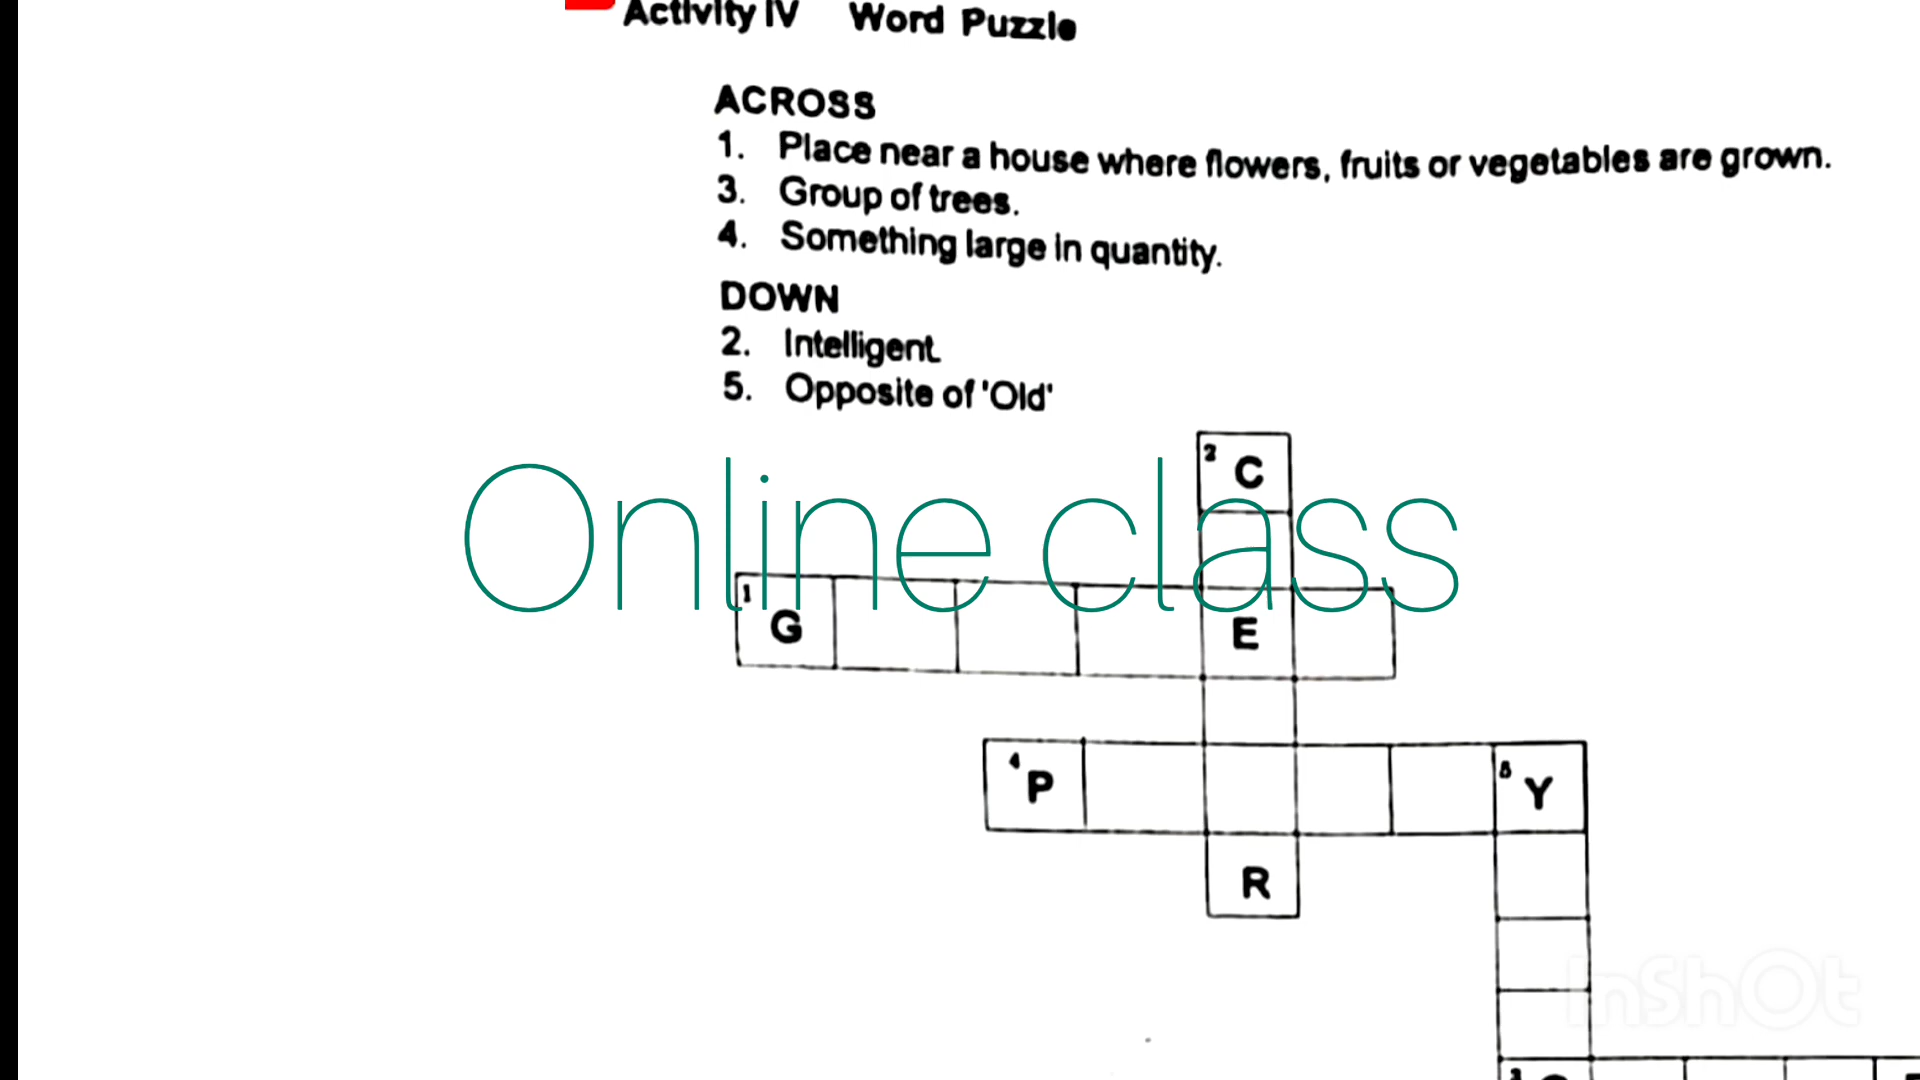 Activity IV Word Puzzle
ACROSS
1. Place near a house where flowers, fruits or vegetables are grown.
3. Group of trees.
4. Something large in quantity.
DOWN
2. Intelligent
5. Opposite of 'Old'
2 C
Online class
1 G E
4 P 5 Y
R
InShOt
3